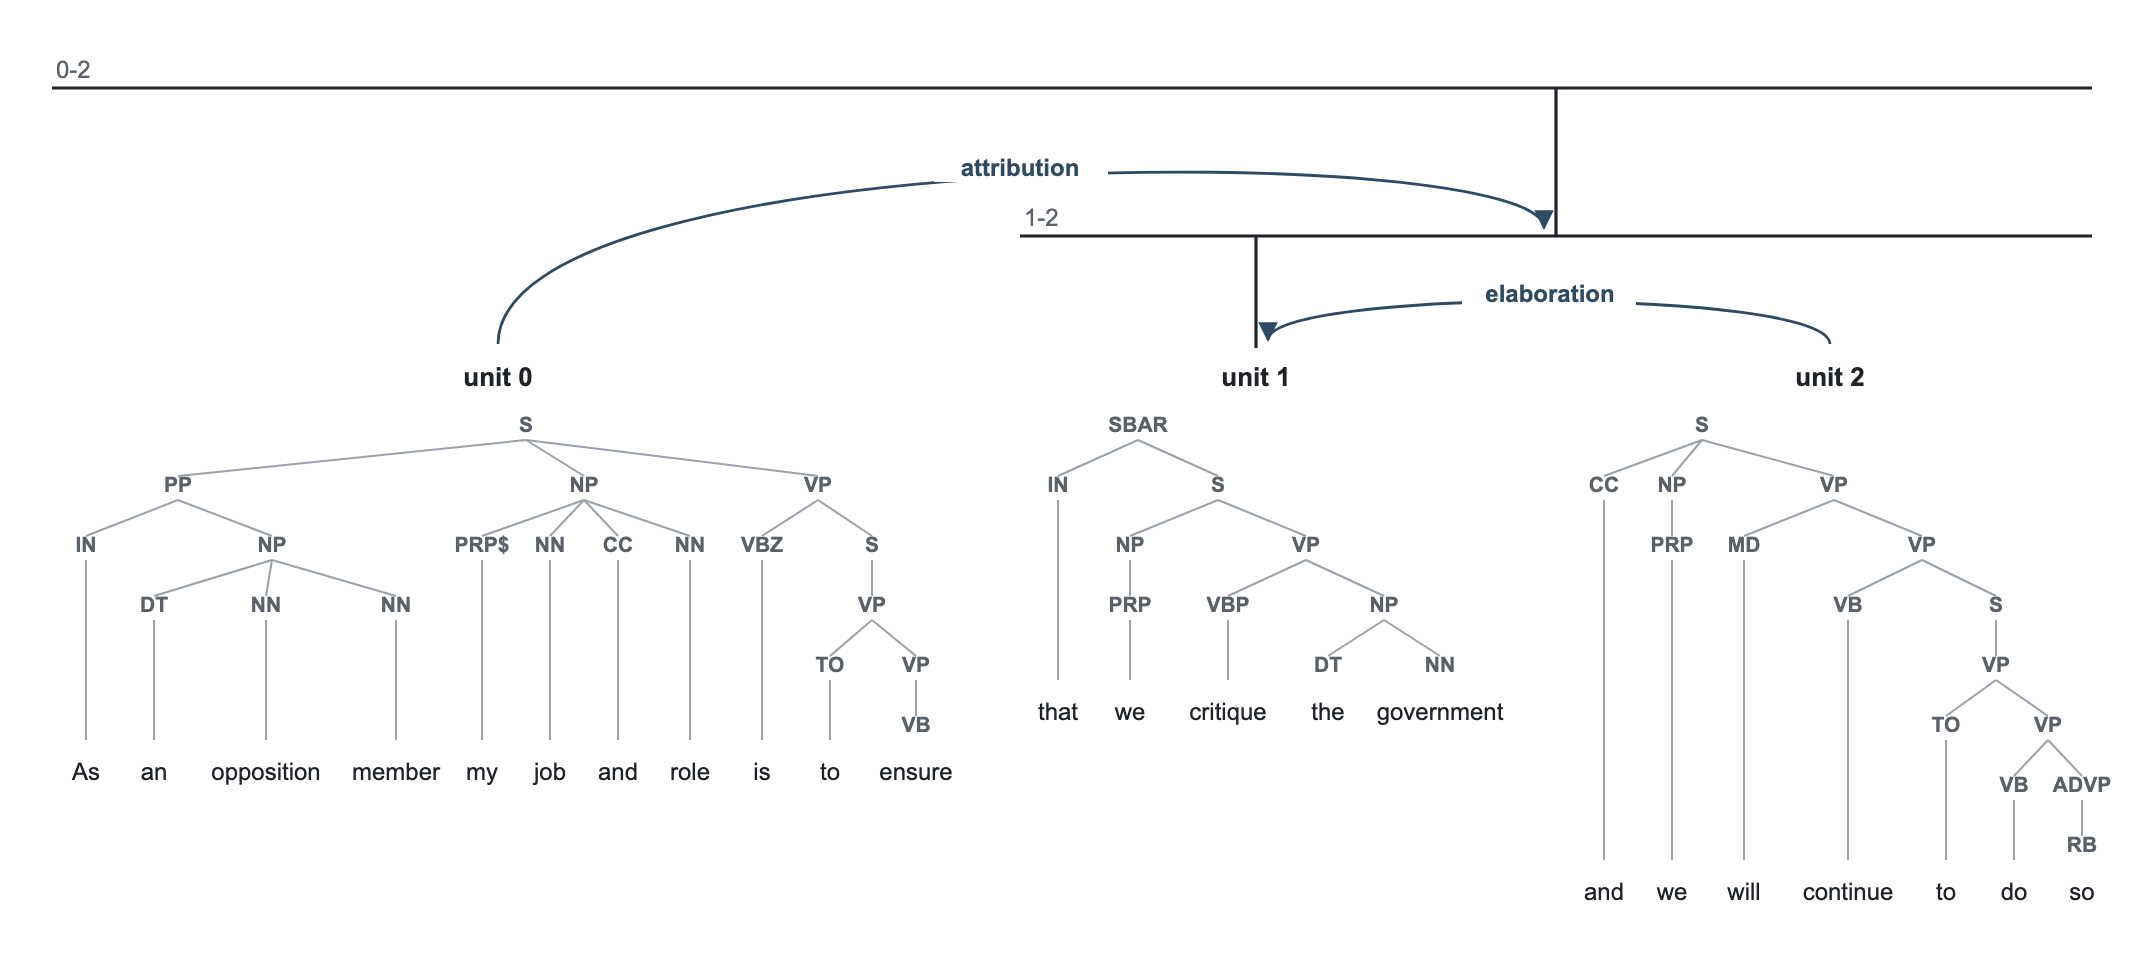 0-2
attribution
1-2
elaboration
unit 0 unit 1 unit 2
S SBAR S
PP NP VP IN S CC NP VP
IN NP PRP$ NN CC NN VBZ S NP VP PRP MD VP
DT NN NN VP PRP VBP NP VB S
TO VP DT NN VP
that we critique the government
VB TO VP
As an opposition member my job and role is to ensure
VB ADVP
RB
and we will continue to do so